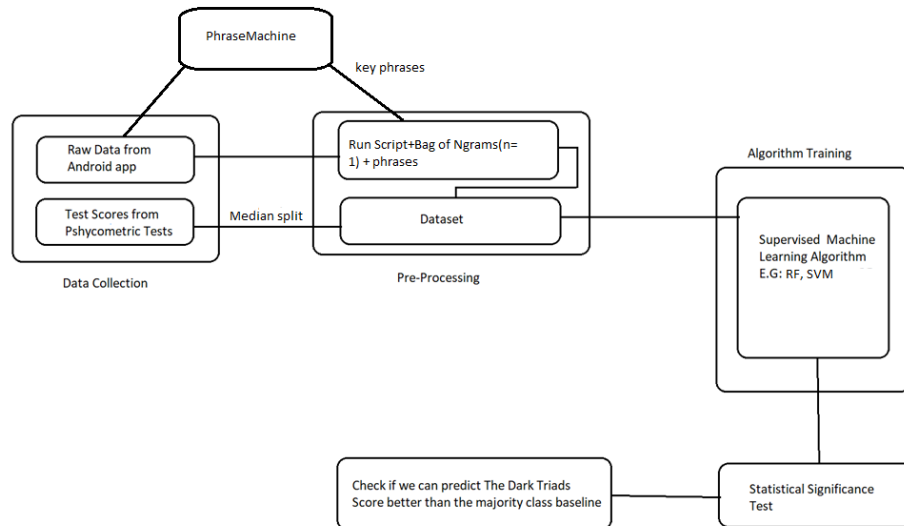 PhraseMachine
key phrases
Raw Data from
Android app
Test Scores from
Pshycometric Tests
Data Collection
Median split
Run Script+Bag of Ngrams(n=
1) + phrases
Dataset
Pre-Processing
Algorithm Training
Supervised Machine
Learning Algorithm
E.G: RF, SVM
Statistical Significance
Test
Check if we can predict The Dark Triads
Score better than the majority class baseline